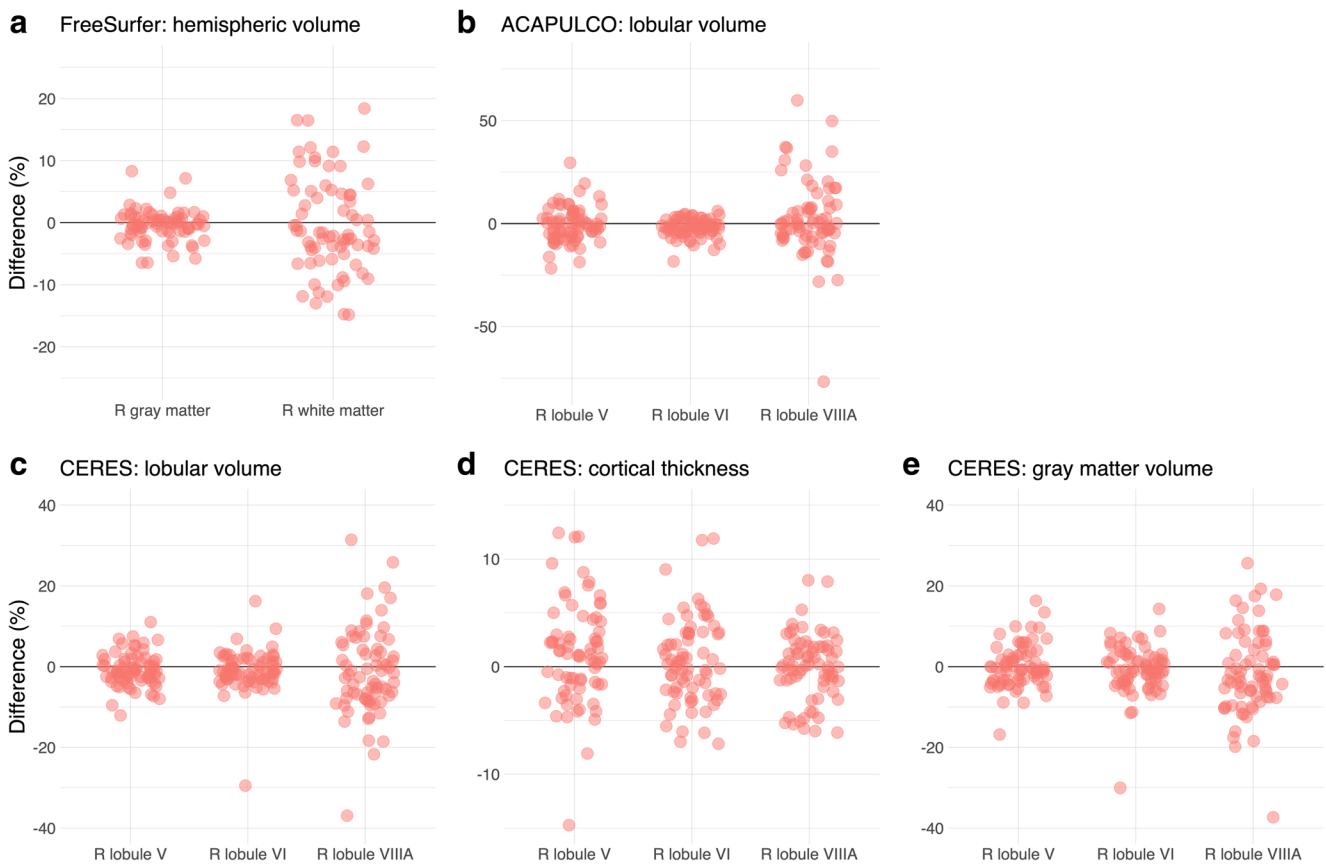 a FreeSurfer: hemispheric volume
Difference (%)
20
10
0
-10
-20
R gray matter R white matter
b ACAPULCO: lobular volume
50
0
-50
R lobule V R lobule VI R lobule VIIIA
c CERES: lobular volume
Difference (%)
40
20
0
-20
-40
R lobule V R lobule VI R lobule VIIIA
d CERES: cortical thickness
10
0
-10
R lobule V R lobule VI R lobule VIIIA
e CERES: gray matter volume
40
20
0
-20
-40
R lobule V R lobule VI R lobule VIIIA